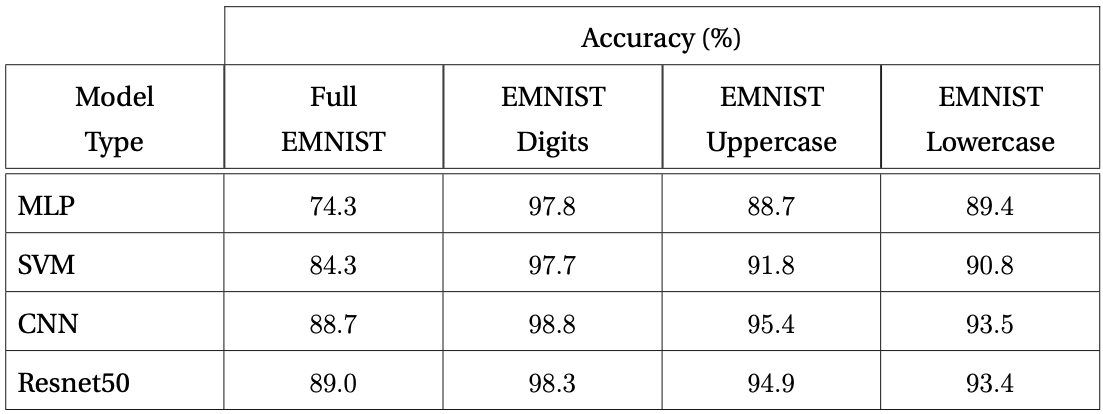 Accuracy (%)
Model Type Full EMNIST EMNIST Digits EMNIST Uppercase EMNIST Lowercase
MLP 74.3 97.8 88.7 89.4
SVM 84.3 97.7 91.8 90.8
CNN 88.7 98.8 95.4 93.5
Resnet50 89.0 98.3 94.9 93.4